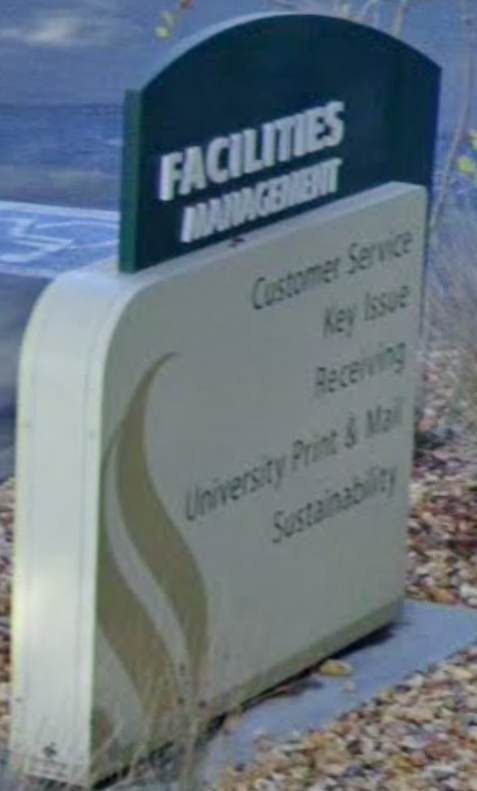 FACILITIES
MANAGEMENT
Customer Service
Key Issue
Receiving
University Print & Mail
Sustainability